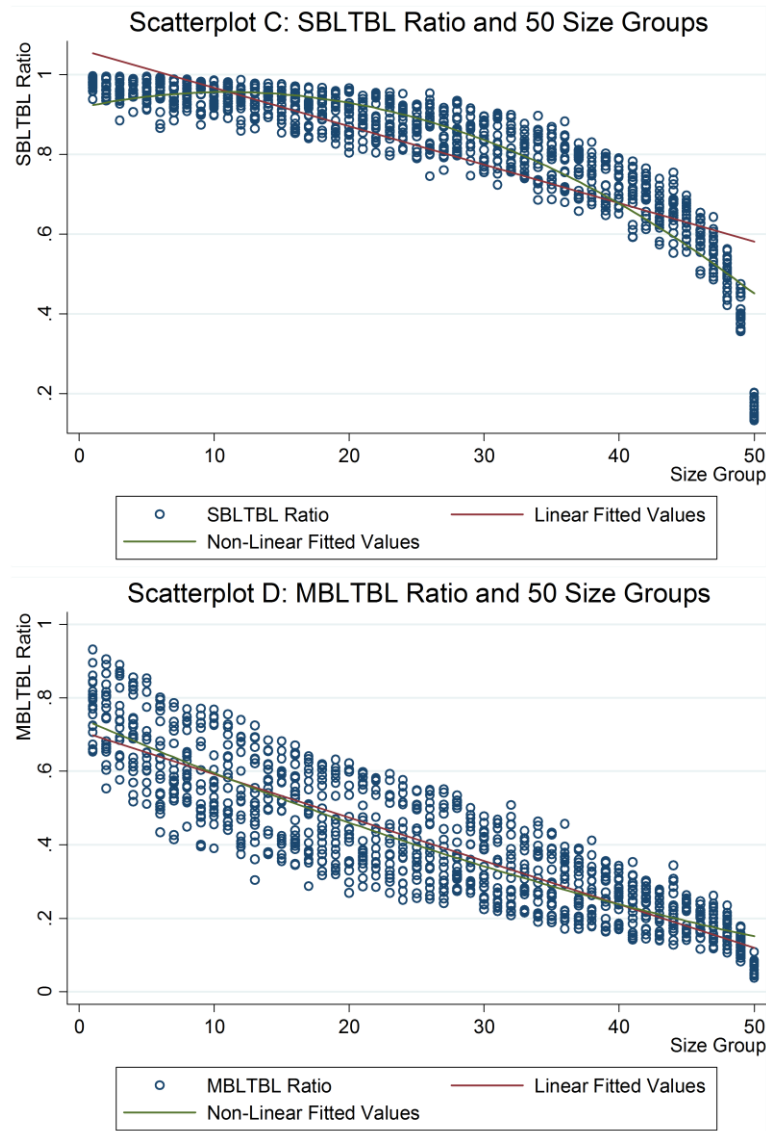 Scatterplot C: SBLTBL Ratio and 50 Size Groups
SBLTBL Ratio
1
.8
.6
.4
.2
0 10 20 30 40 50
Size Group
SBLTBL Ratio Linear Fitted Values
Non-Linear Fitted Values
Scatterplot D: MBLTBL Ratio and 50 Size Groups
MBLTBL Ratio
1
.8
.6
.4
.2
0
0 10 20 30 40 50
Size Group
MBLTBL Ratio Linear Fitted Values
Non-Linear Fitted Values